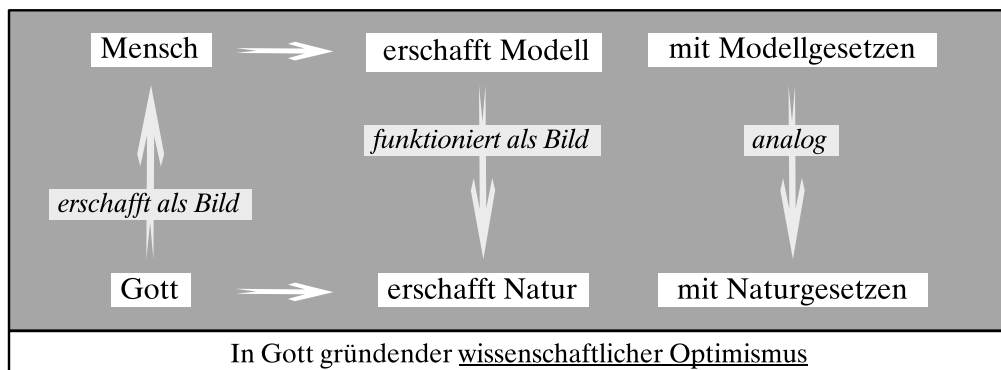 Mensch erschafft Modell mit Modellgesetzen
funktioniert als Bild analog
erschafft als Bild
Gott erschafft Natur mit Naturgesetzen
In Gott gründender wissenschaftlicher Optimismus